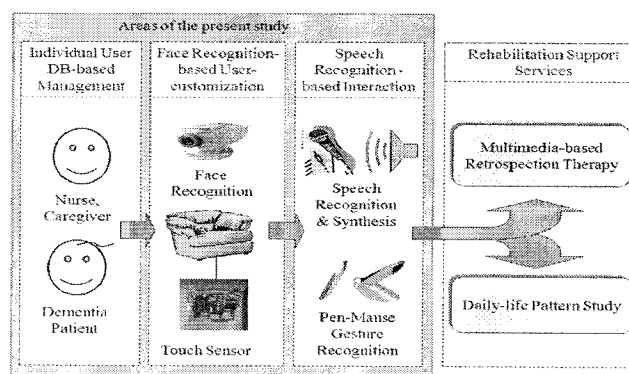 Areas of the present study
Individual User
DB-based
Management
Nurse,
Caregiver
Dementia
Patient
Face Recognition-
based User-
customization
Face
Recognition
Touch Sensor
Speech
Recognition-
based Interaction
Speech
Recognition
& Synthesis
Pen-Mause
Gesture
Recognition
Rehabilitation Support
Services
Multimedia-based
Retrospection Therapy
Daily-life Pattern Study